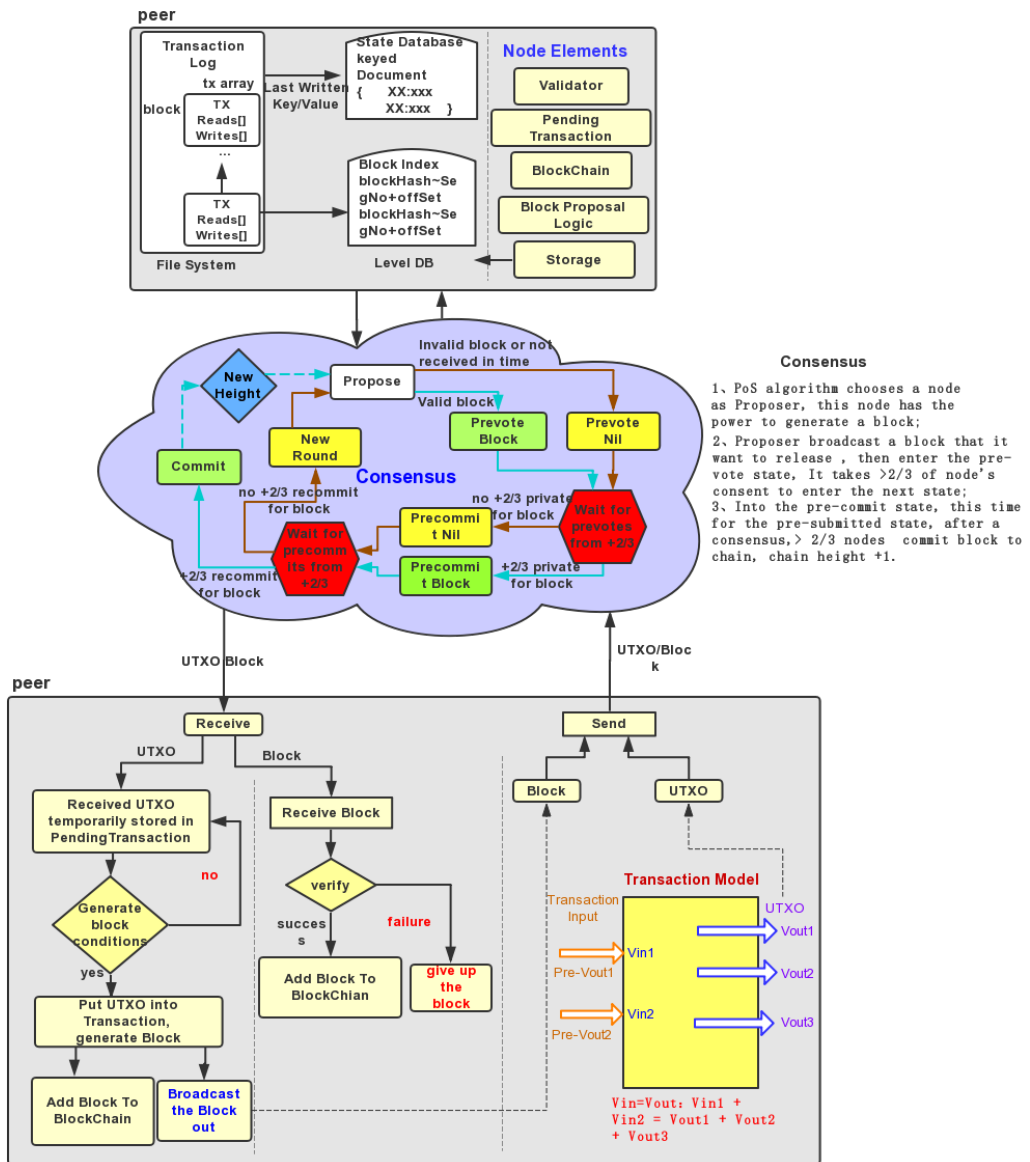 peer
Transaction
Log
tx array
block
TX
Reads[]
Writes[]
...
TX
Reads[]
Writes[]
File System
Last Written
Key/Value
State Database
keyed
Document
{ XX:xxx
XX:xxx }
Block Index
blockHash~Se
gNo+offSet
blockHash~Se
gNo+offSet
Level DB
Node Elements
Validator
Pending
Transaction
BlockChain
Block Proposal
Logic
Storage
New
Height
Propose
Invalid block or not
received in time
Valid block
Prevote
Block
Prevote
Nil
Commit
New
Round
Consensus
no +2/3 recommit
for block
Wait for
precomm
its from
+2/3
Precommi
t Nil
no +2/3 private
for block
Wait for
prevotes
from +2/3
Precommi
t Block
+2/3 private
for block
+2/3 recommit
for block
Consensus
1、PoS algorithm chooses a node
as Proposer, this node has the
power to generate a block;
2、Proposer broadcast a block that it
want to release , then enter the pre-
vote state, It takes >2/3 of node's
consent to enter the next state;
3、Into the pre-commit state, this time
for the pre-submitted state, after a
consensus,> 2/3 nodes commit block to
chain, chain height +1.
UTXO Block
UTXO/Bloc
k
peer
Receive
UTXO
Block
Received UTXO
temporarily stored in
PendingTransaction
no
Generate
block
conditions
yes
Put UTXO into
Transaction,
generate Block
Add Block To
BlockChain
Broadcast
the Block
out
Receive Block
verify
succes
s
failure
Add Block To
BlockChian
give up
the
block
Send
Block
UTXO
Transaction Model
Transaction
Input
UTXO
Vin1
Pre-Vout1
Vin2
Pre-Vout2
Vout1
Vout2
Vout3
Vin=Vout: Vin1 +
Vin2 = Vout1 + Vout2
+ Vout3